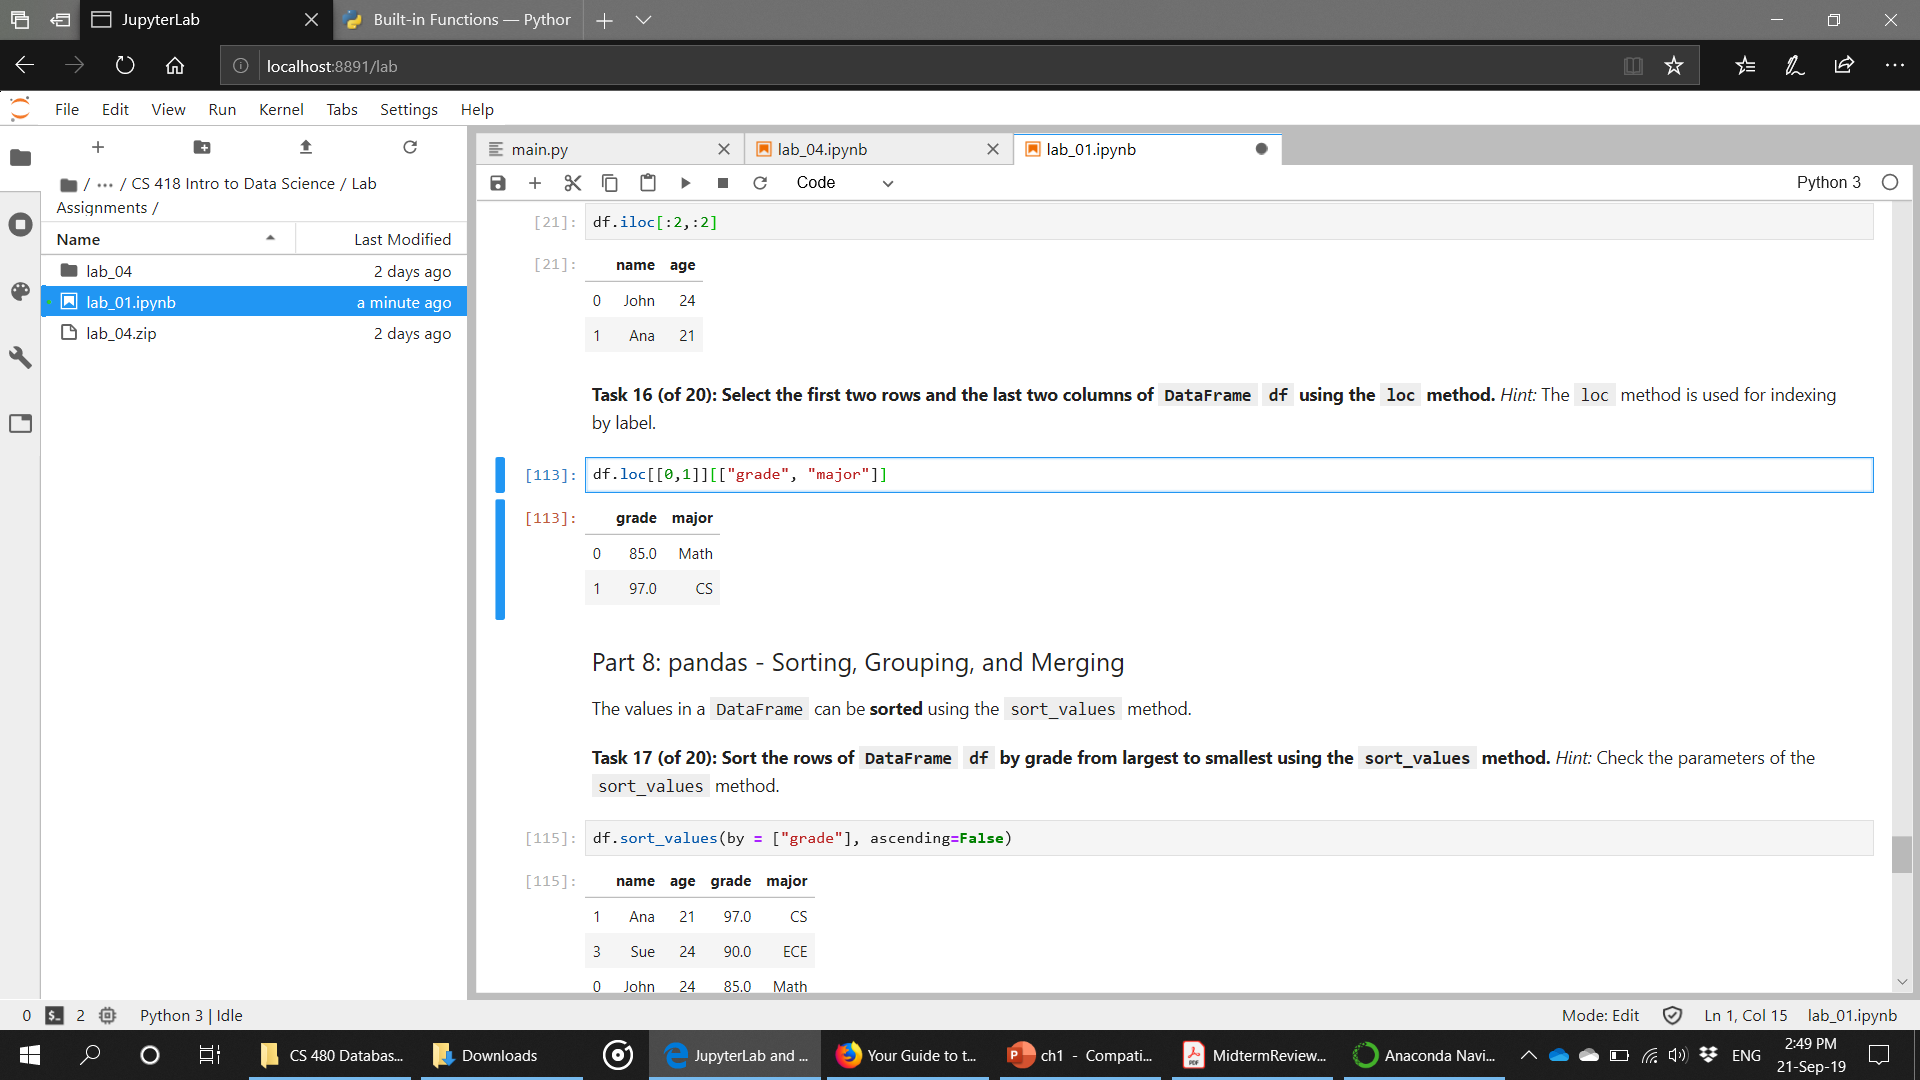 JupyterLab
Built-in Functions — Pythor
localhost:8891/lab
File Edit View Run Kernel Tabs Settings Help
/ ··· / CS 418 Intro to Data Science / Lab
Assignments /
Name Last Modified
lab_04 2 days ago
lab_01.ipynb a minute ago
lab_04.zip 2 days ago
main.py
lab_04.ipynb
lab_01.ipynb
Code
Python 3
[21]: df.iloc[:2,:2]
[21]:
name age
0 John 24
1 Ana 21
Task 16 (of 20): Select the first two rows and the last two columns of DataFrame df using the loc method. Hint: The loc method is used for indexing
by label.
[113]: df.loc[[0,1]][["grade", "major"]]
[113]:
grade major
0 85.0 Math
1 97.0 CS
Part 8: pandas - Sorting, Grouping, and Merging
The values in a DataFrame can be sorted using the sort_values method.
Task 17 (of 20): Sort the rows of DataFrame df by grade from largest to smallest using the sort_values method. Hint: Check the parameters of the
sort_values method.
[115]: df.sort_values(by = ["grade"], ascending=False)
[115]:
name age grade major
1 Ana 21 97.0 CS
3 Sue 24 90.0 ECE
0 John 24 85.0 Math
0 $_ 2 Python 3 | Idle
Mode: Edit Ln 1, Col 15 lab_01.ipynb
CS 480 Databas...
Downloads
JupyterLab and ...
Your Guide to t...
ch1 - Compati...
MidtermReview...
Anaconda Navi...
ENG
2:49 PM
21-Sep-19